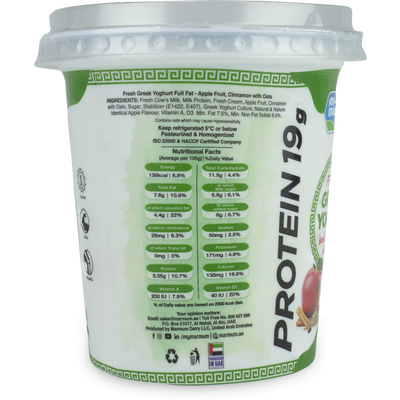 Fresh Greek Yoghurt Full Fat - Apple Fruit, Cinnamon
with Oats
INGREDIENTS: Fresh Cow's Milk, Milk Protein, Fresh Cream, Apple Fruit, Cinnamon
with Oats, Sugar, Stabilizer (E1422, E407), Greek Yoghurt Culture, Natural & Nature
Identical Apple Flavour, Vitamin A, D3. Min. Fat 7.5%, Min. Non Fat Solids 8.8%.
Contains oats which may cause Hypersensitivity.
Keep refrigerated 5°C or below
Pasteurized & Homogenized
ISO 22000 & HACCP Certified Company
Nutritional Facts
(Average per 100g) %Daily Value
Energy
136kcal | 6.8%
Total Carbohydrate
11.5g | 4.4%
Total Fat
7.6g | 10.9%
of which Milk sugar
5.5g | 6.1%
of which saturated fat
4.4g | 22%
of which added sugar
6g | 6.7%
of which cholesterol
25mg | 8.3%
Sodium
50mg | 2.5%
of which Trans fat
0mg | 0%
Potassium
171mg | 4.9%
Protein
5.35g | 10.7%
Calcium
135mg | 16.9%
Vitamin A
200 IU | 7.5%
Vitamin D3
40 IU | 20%
%Daily Values are based on 2000 kcal diet.
Your opinion matters:
Email: sales@marmum.ae | Toll Free No. 800 627 686
P.O. Box 21017, Al Nahel, Al Ain, UAE
Produced by Marmum Dairy LLC, United Arab Emirates
/mymarmum
marmum.ae
PRODUCED
IN UAE
PROTEIN 19 g